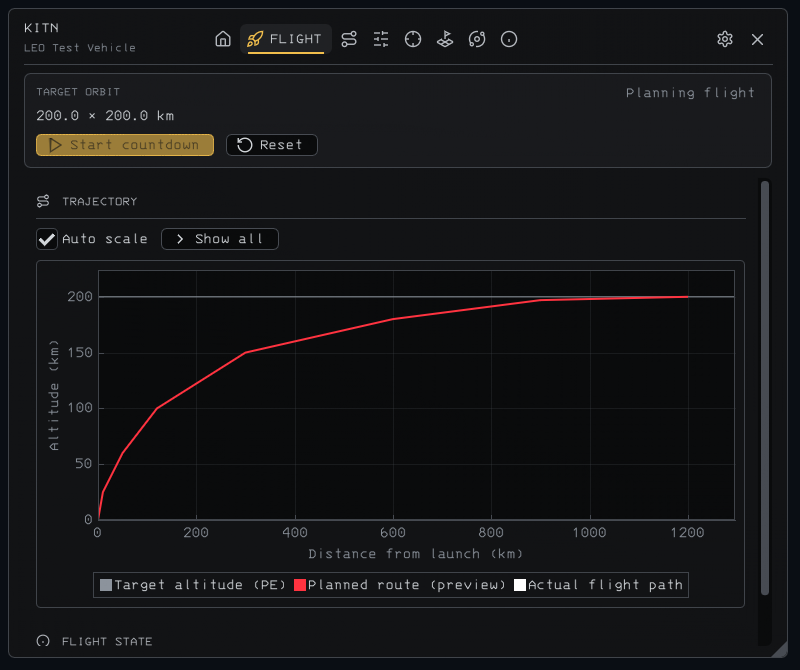 KITN
LEO Test Vehicle
FLIGHT
TARGET ORBIT
Planning flight
200.0 × 200.0 km
Start countdown
Reset
TRAJECTORY
Auto scale
Show all
200
150
100
50
0
Altitude (km)
0 200 400 600 800 1000 1200
Distance from launch (km)
Target altitude (PE) Planned route (preview) Actual flight path
FLIGHT STATE